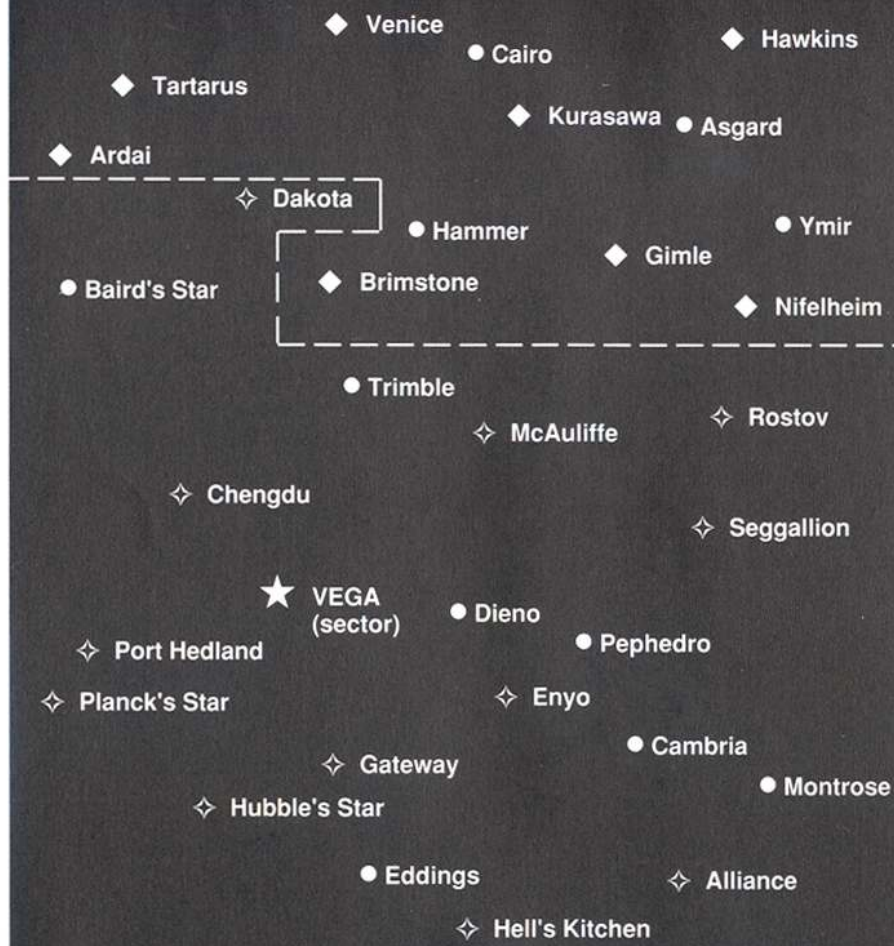 Venice
Hawkins
Cairo
Tartarus
Kurasawa
Asgard
Ardai
Dakota
Ymir
Hammer
Gimle
Brimstone
Baird's Star
Nifelheim
Trimble
Rostov
McAuliffe
Chengdu
Seggallion
VEGA
(sector)
Dieno
Pephedro
Port Hedland
Enyo
Planck's Star
Cambria
Gateway
Montrose
Hubble's Star
Eddings
Alliance
Hell's Kitchen